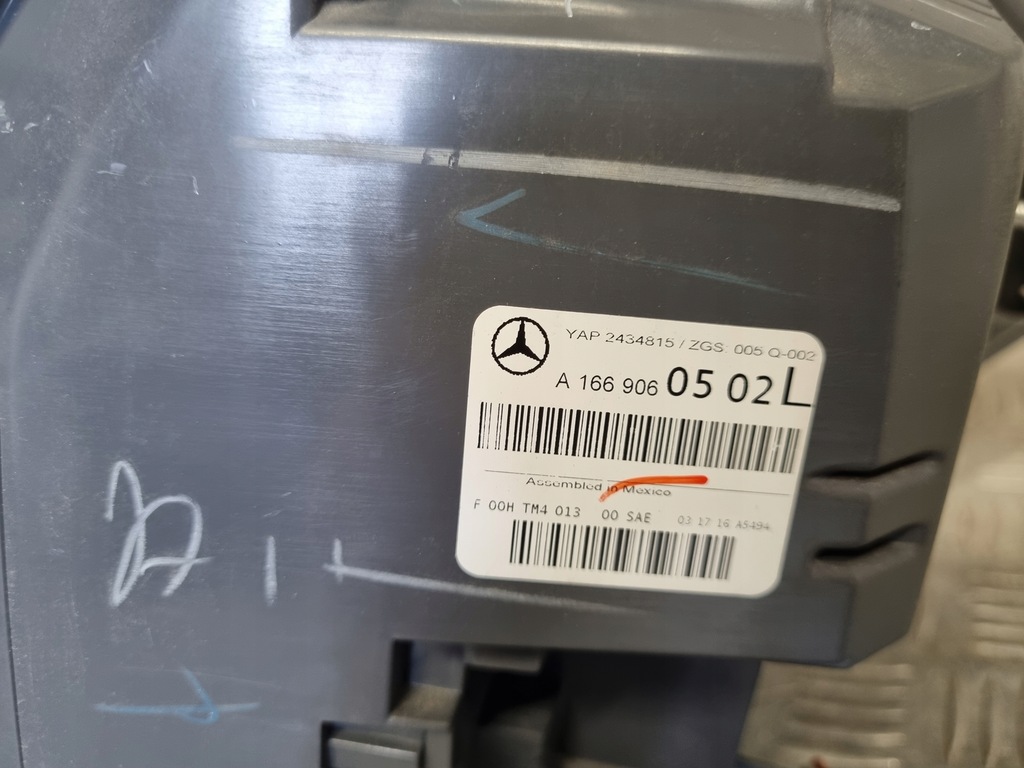 YAP 2434815 / ZGS: 005 Q-002
A 166 906 05 02 L
Assembled in Mexico
F 00H TM4 013 00 SAE 03 17 16 A5494